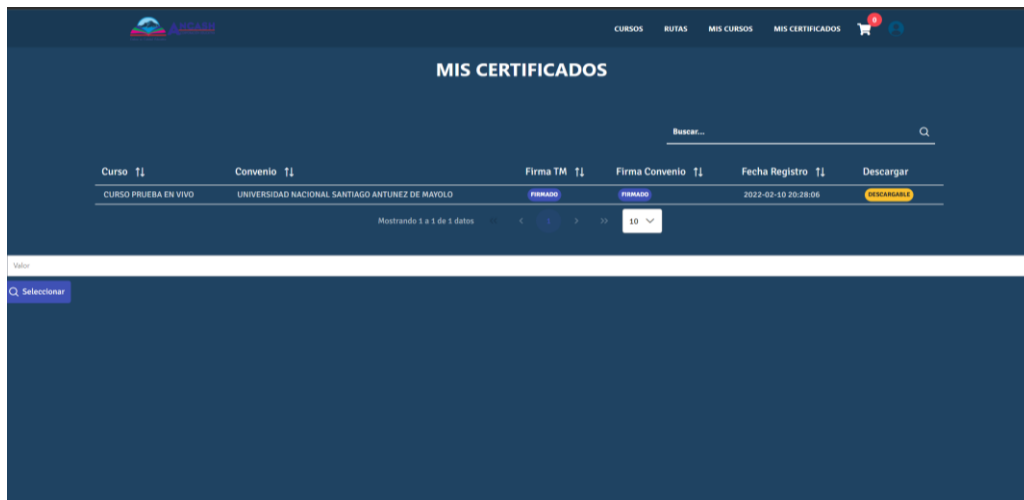 CURSOS RUTAS MIS CURSOS MIS CERTIFICADOS 0
MIS CERTIFICADOS
Buscar...
Curso Convenio Firma TM Firma Convenio Fecha Registro Descargar
CURSO PRUEBA EN VIVO UNIVERSIDAD NACIONAL SANTIAGO ANTUNEZ DE MAYOLO FIRMADO FIRMADO 2022-02-10 20:28:06 DESCARGABLE
Mostrando 1 a 1 de 1 datos 1 10
Valor
Seleccionar